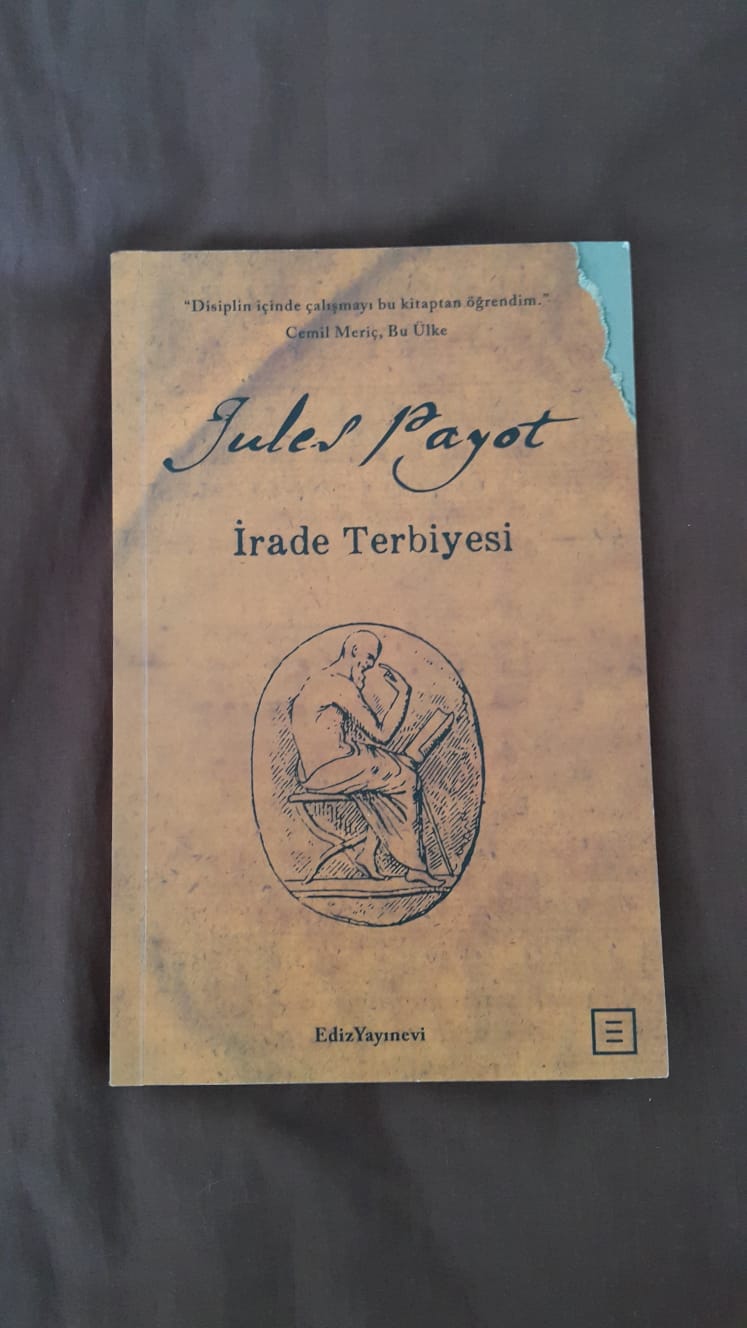 “Disiplin içinde çalışmayı bu kitaptan öğrendim.”
Cemil Meriç, Bu Ülke
Jules Payot
İrade Terbiyesi
EdizYayınevi